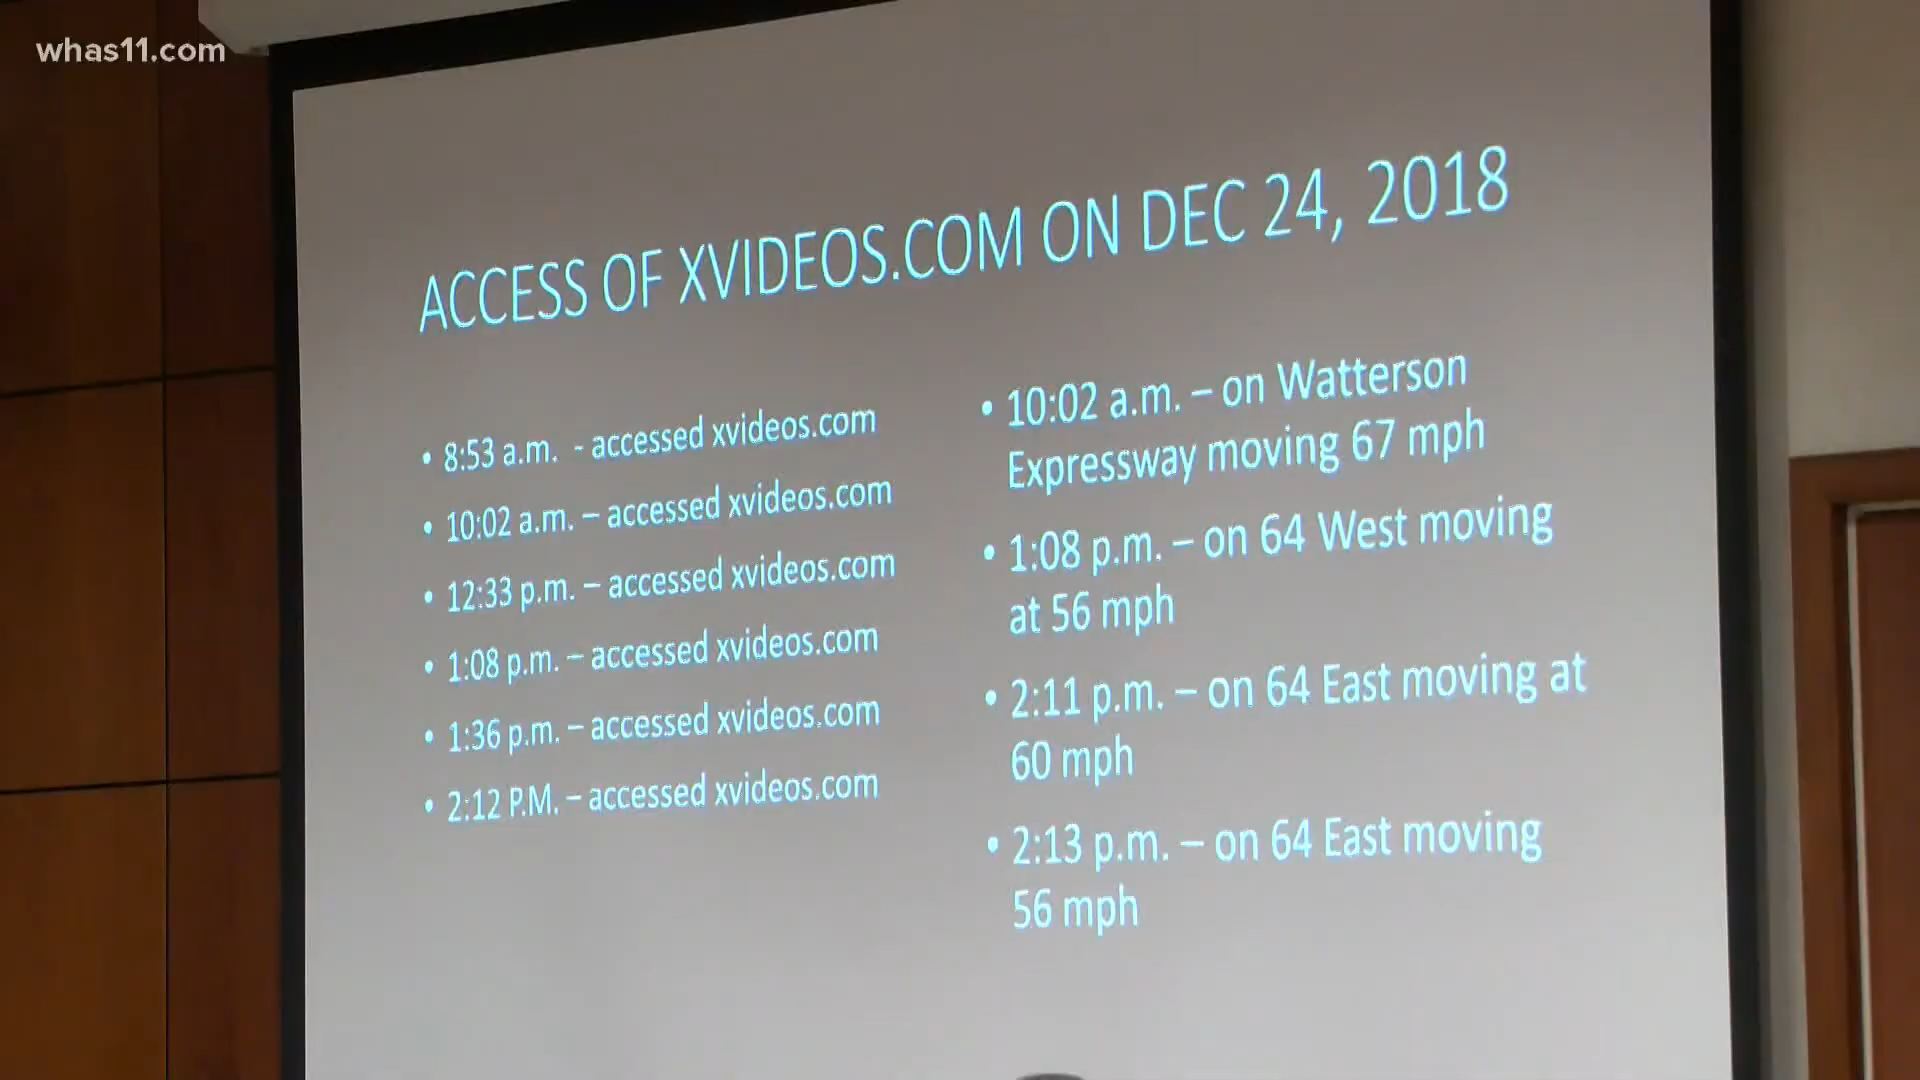 whas11.com
ACCESS OF XVIDEOS.COM ON DEC 24, 2018
• 8:53 a.m. - accessed xvideos.com
• 10:02 a.m. – accessed xvideos.com
• 12:33 p.m. – accessed xvideos.com
• 1:08 p.m. – accessed xvideos.com
• 1:36 p.m. – accessed xvideos.com
• 2:12 P.M. – accessed xvideos.com
• 10:02 a.m. – on Watterson
Expressway moving 67 mph
• 1:08 p.m. – on 64 West moving
at 56 mph
• 2:11 p.m. – on 64 East moving at
60 mph
• 2:13 p.m. – on 64 East moving
56 mph